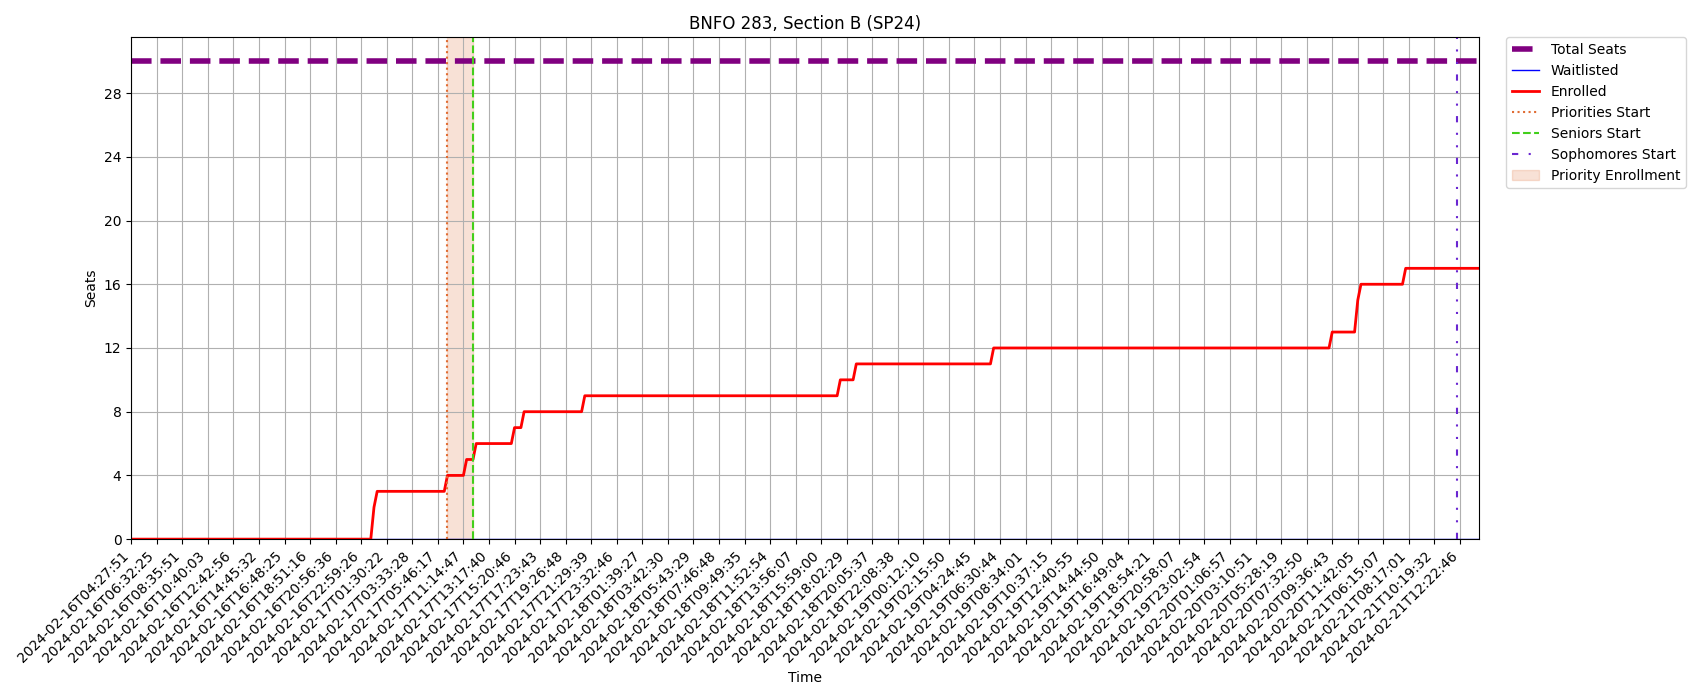 BNFO 283, Section B (SP24)
Total Seats
Waitlisted
Enrolled
Priorities Start
Seniors Start
Sophomores Start
Priority Enrollment
Seats
28
24
20
16
12
8
4
0
2024-02-16T04:27:51
2024-02-16T06:32:25
2024-02-16T08:35:51
2024-02-16T10:40:03
2024-02-16T12:42:56
2024-02-16T14:45:32
2024-02-16T16:48:25
2024-02-16T18:51:16
2024-02-16T20:56:36
2024-02-16T22:59:26
2024-02-17T01:30:22
2024-02-17T03:33:28
2024-02-17T05:46:17
2024-02-17T11:14:47
2024-02-17T13:17:40
2024-02-17T15:20:46
2024-02-17T17:23:43
2024-02-17T19:26:48
2024-02-17T21:29:39
2024-02-17T23:32:46
2024-02-18T01:39:27
2024-02-18T03:42:30
2024-02-18T05:43:29
2024-02-18T07:46:48
2024-02-18T09:49:35
2024-02-18T11:52:54
2024-02-18T13:56:07
2024-02-18T15:59:00
2024-02-18T18:02:29
2024-02-18T20:05:37
2024-02-18T22:08:38
2024-02-19T00:12:10
2024-02-19T02:15:50
2024-02-19T04:24:45
2024-02-19T06:30:44
2024-02-19T08:34:01
2024-02-19T10:37:15
2024-02-19T12:40:55
2024-02-19T14:44:50
2024-02-19T16:49:04
2024-02-19T18:54:21
2024-02-19T20:58:07
2024-02-19T23:02:54
2024-02-20T01:06:57
2024-02-20T03:10:51
2024-02-20T05:28:19
2024-02-20T07:32:50
2024-02-20T09:36:43
2024-02-20T11:42:05
2024-02-21T06:15:07
2024-02-21T08:17:01
2024-02-21T10:19:32
2024-02-21T12:22:46
Time